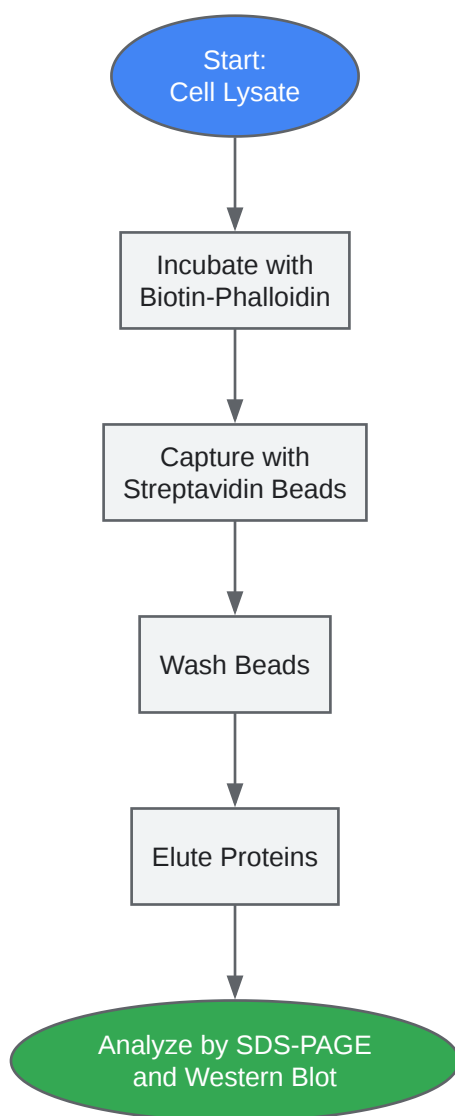 Start:
Cell Lysate
Incubate with
Biotin-Phalloidin
Capture with
Streptavidin Beads
Wash Beads
Elute Proteins
Analyze by SDS-PAGE
and Western Blot